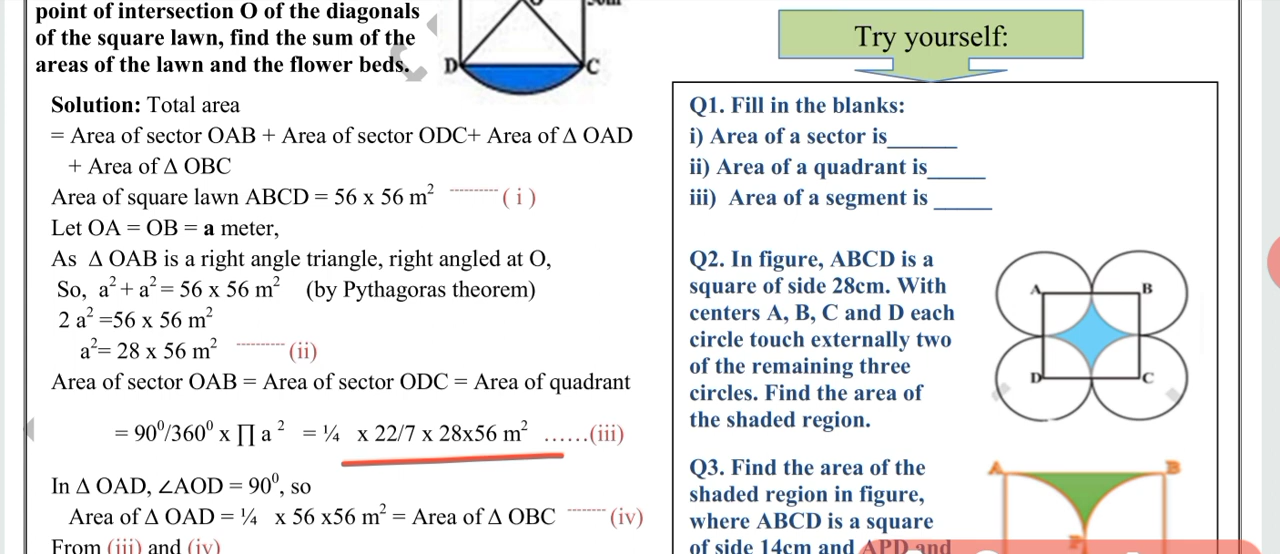 point of intersection O of the diagonals
of the square lawn, find the sum of the
areas of the lawn and the flower beds.
D
C
Solution: Total area
= Area of sector OAB + Area of sector ODC+ Area of Δ OAD
+ Area of Δ OBC
Area of square lawn ABCD = 56 x 56 m² ---------- ( i )
Let OA = OB = a meter,
As Δ OAB is a right angle triangle, right angled at O,
So, a² + a² = 56 x 56 m² (by Pythagoras theorem)
2 a² =56 x 56 m²
a²= 28 x 56 m² ---------- (ii)
Area of sector OAB = Area of sector ODC = Area of quadrant
= 90⁰/360⁰ x ∏ a ² = ¼ x 22/7 x 28x56 m² ......(iii)
In Δ OAD, ∠AOD = 90⁰, so
Area of Δ OAD = ¼ x 56 x56 m² = Area of Δ OBC -------- (iv)
From (iii) and (iv)
Try yourself:
Q1. Fill in the blanks:
i) Area of a sector is______
ii) Area of a quadrant is_____
iii) Area of a segment is _____
Q2. In figure, ABCD is a
square of side 28cm. With
centers A, B, C and D each
circle touch externally two
of the remaining three
circles. Find the area of
the shaded region.
A
B
D
C
Q3. Find the area of the
shaded region in figure,
where ABCD is a square
of side 14cm and APD and
A
B